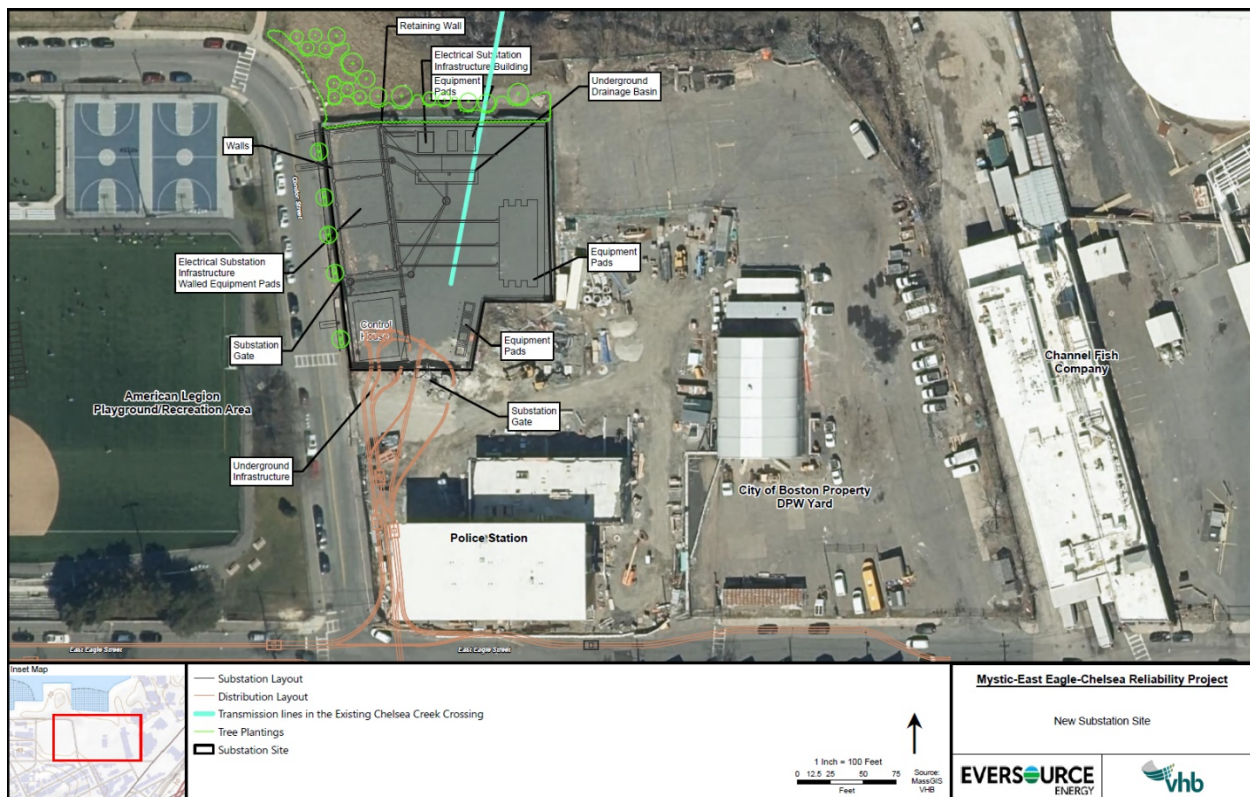 Retaining Wall
Electrical Substation
Infrastructure Building
Equipment
Pads
Underground
Drainage Basin
Walls
Condor Street
Electrical Substation
Infrastructure
Walled Equipment Pads
Equipment
Pads
Substation
Gate
Control
House
Equipment
Pads
Channel Fish
Company
American Legion
Playground/Recreation Area
Substation
Gate
Underground
Infrastructure
City of Boston Property
DPW Yard
Police Station
East Eagle Street
East Eagle Street
Inset Map
Substation Layout
Distribution Layout
Transmission lines in the Existing Chelsea Creek Crossing
Tree Plantings
Substation Site
1 Inch = 100 Feet
0 12.5 25 50 75
Feet
Source:
MassGIS
VHB
Mystic-East Eagle-Chelsea Reliability Project
New Substation Site
EVERSOURCE
ENERGY
vhb